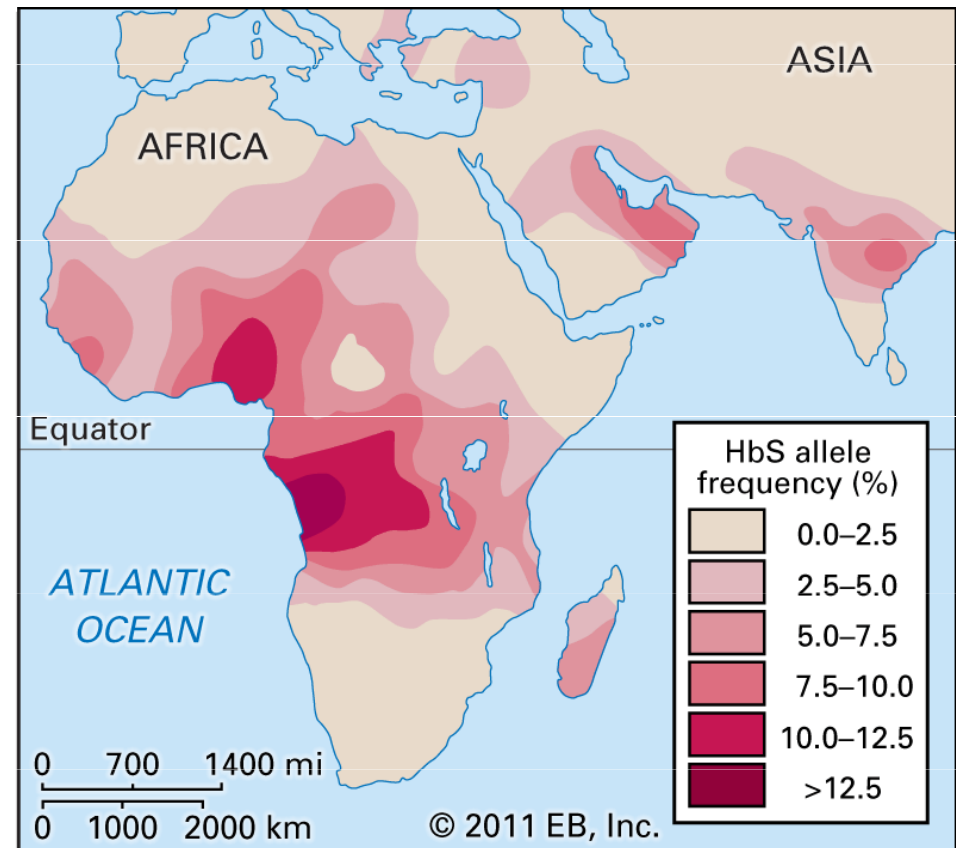 ASIA
AFRICA
Equator
ATLANTIC
OCEAN
HbS allele
frequency (%)
0.0–2.5
2.5–5.0
5.0–7.5
7.5–10.0
10.0–12.5
>12.5
0 700 1400 mi
0 1000 2000 km
© 2011 EB, Inc.